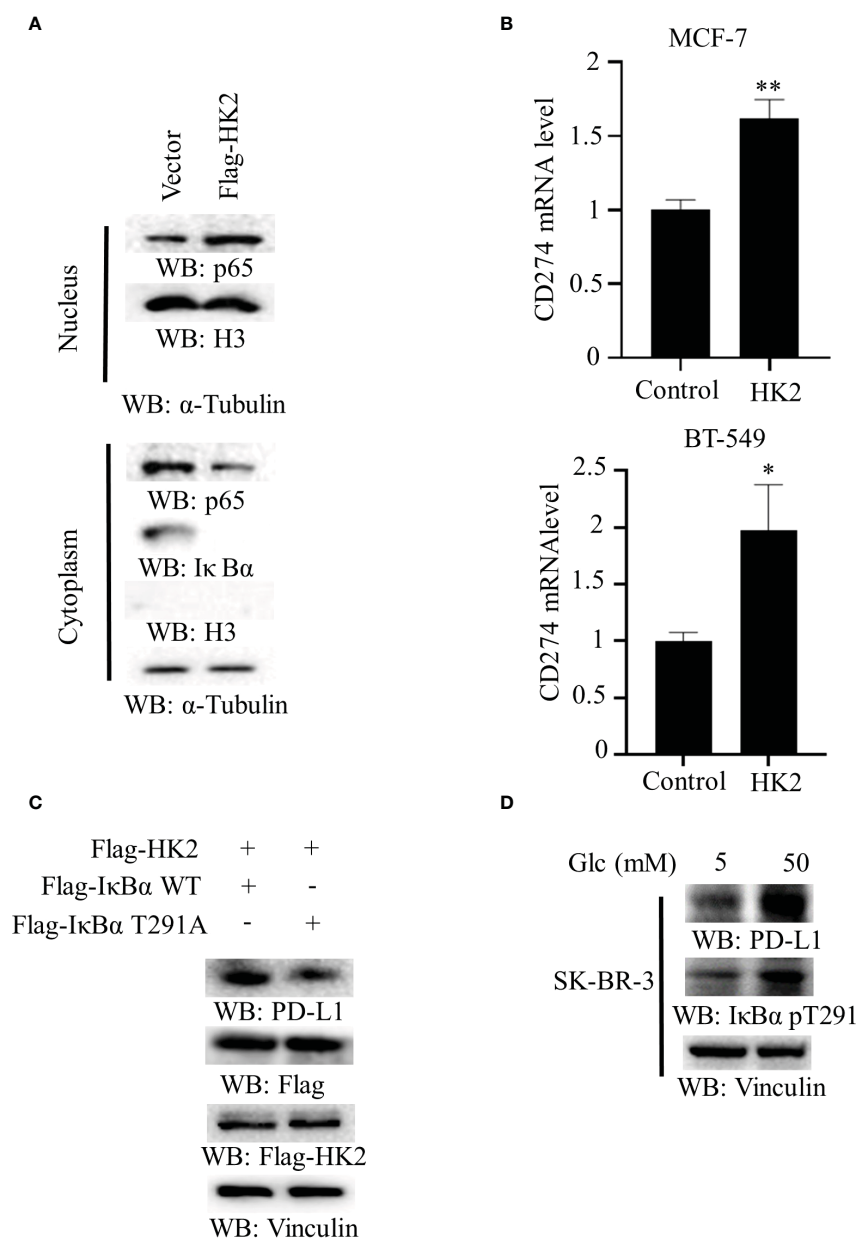 A
Vector
Flag-HK2
Nucleus
WB: p65
WB: H3
WB: α-Tubulin
Cytoplasm
WB: p65
WB: Iκ Bα
WB: H3
WB: α-Tubulin
B
MCF-7
CD274 mRNA level
2
1.5
1
0.5
0
**
Control
HK2
BT-549
CD274 mRNAlevel
2.5
2
1
0.5
0
*
Control
HK2
C
Flag-HK2 + +
Flag-IκBα WT + -
Flag-IκBα T291A - +
WB: PD-L1
WB: Flag
WB: Flag-HK2
WB: Vinculin
D
Glc (mM) 5 50
SK-BR-3
WB: PD-L1
WB: IκBα pT291
WB: Vinculin